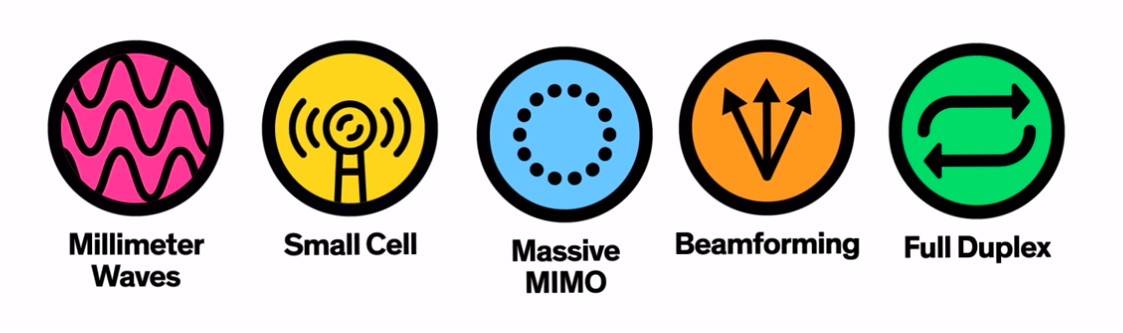 Millimeter
Waves
Small Cell
Massive
MIMO
Beamforming
Full Duplex